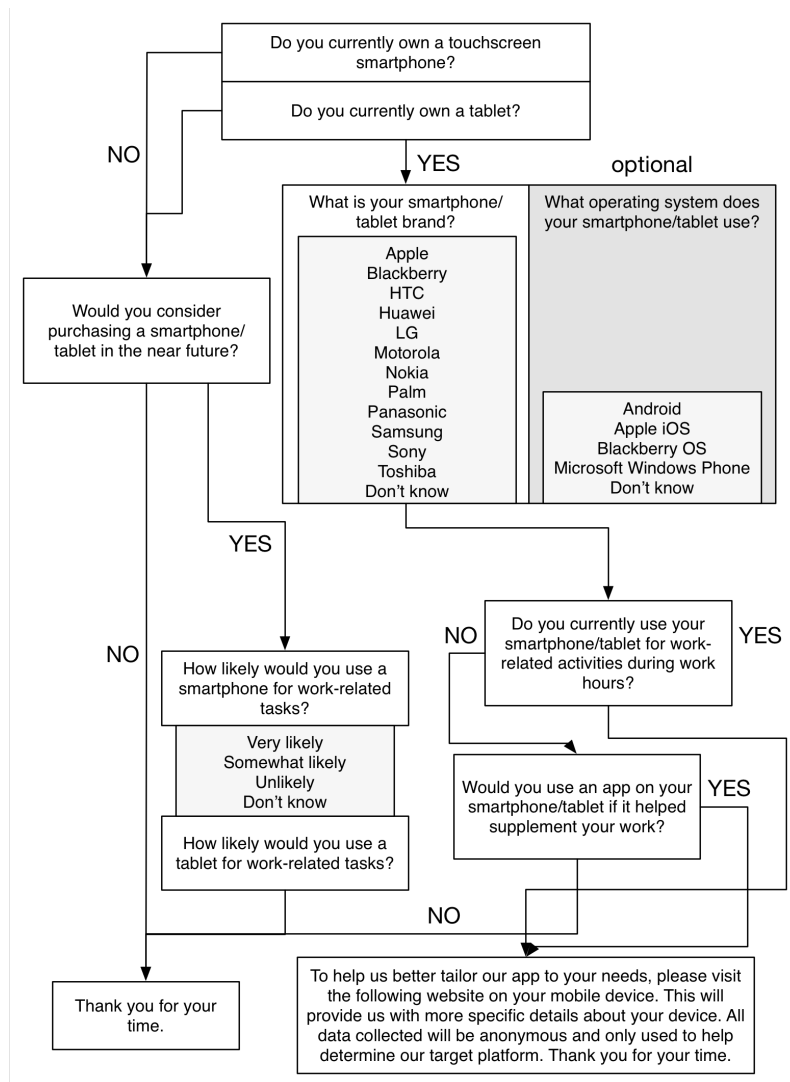 Do you currently own a touchscreen
smartphone?
Do you currently own a tablet?
NO
YES
optional
What is your smartphone/
tablet brand?
Apple
Blackberry
HTC
Huawei
LG
Motorola
Nokia
Palm
Panasonic
Samsung
Sony
Toshiba
Don't know
What operating system does
your smartphone/tablet use?
Android
Apple iOS
Blackberry OS
Microsoft Windows Phone
Don't know
Would you consider
purchasing a smartphone/
tablet in the near future?
YES
NO
How likely would you use a
smartphone for work-related
tasks?
Very likely
Somewhat likely
Unlikely
Don't know
How likely would you use a
tablet for work-related tasks?
NO
Do you currently use your
smartphone/tablet for work-
related activities during work
hours?
YES
Would you use an app on your
smartphone/tablet if it helped
supplement your work?
YES
NO
Thank you for your
time.
To help us better tailor our app to your needs, please visit
the following website on your mobile device. This will
provide us with more specific details about your device. All
data collected will be anonymous and only used to help
determine our target platform. Thank you for your time.